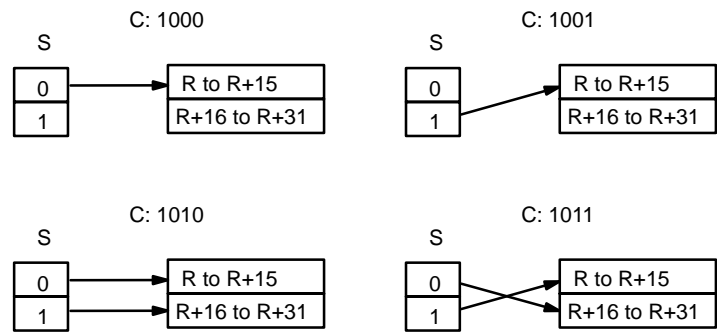 C: 1000
S
0
1
R to R+15
R+16 to R+31
C: 1001
S
0
1
R to R+15
R+16 to R+31
C: 1010
S
0
1
R to R+15
R+16 to R+31
C: 1011
S
0
1
R to R+15
R+16 to R+31